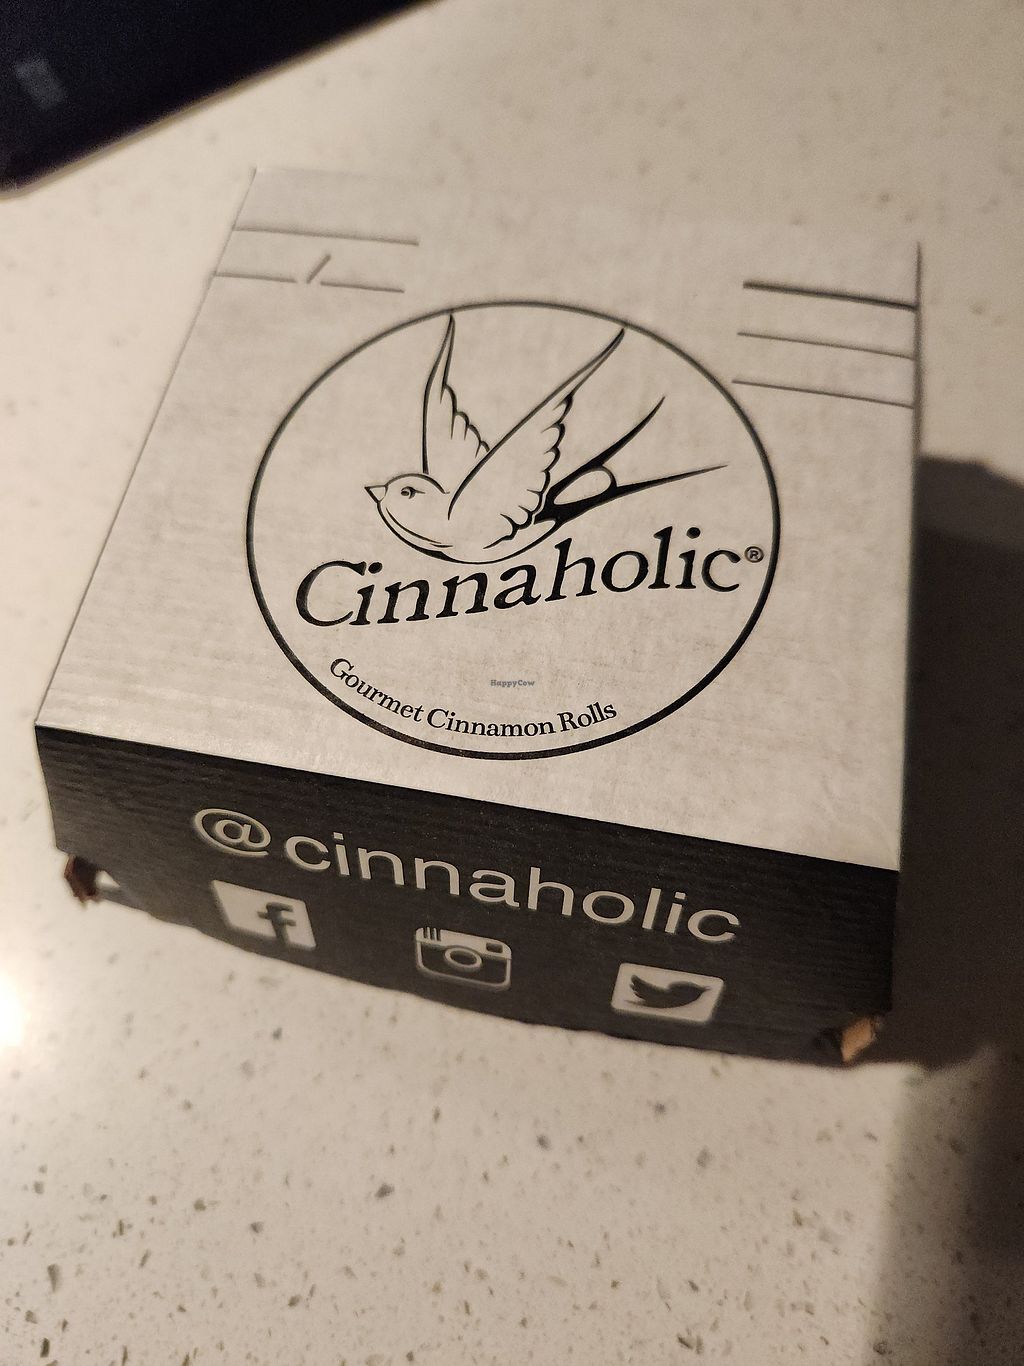 Cinnaholic®
Gourmet Cinnamon Rolls
HappyCow
@cinnaholic